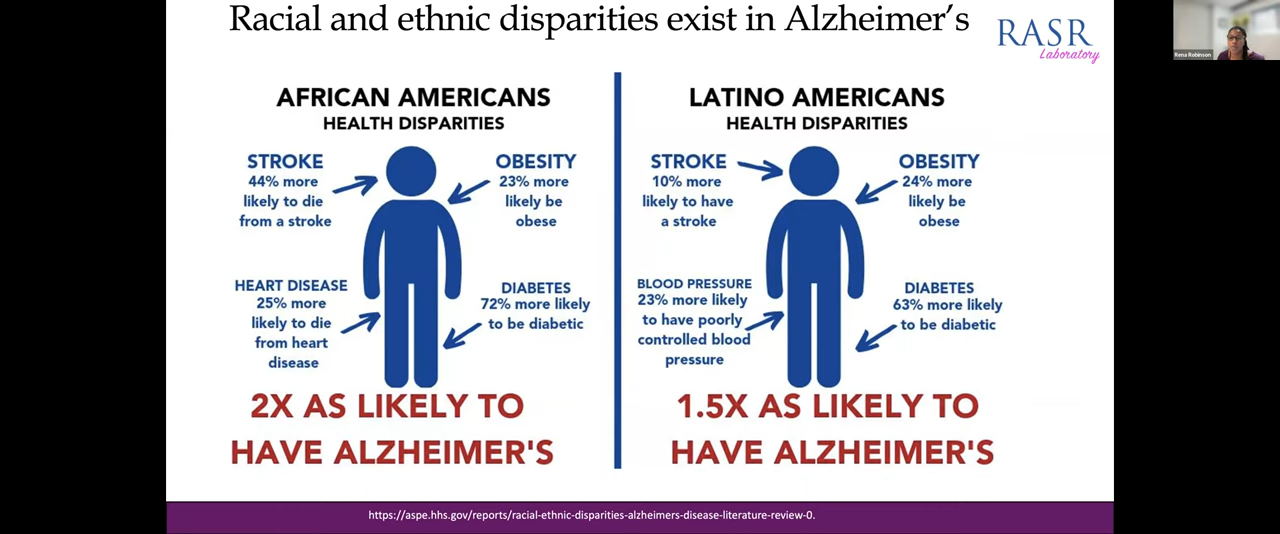 Racial and ethnic disparities exist in Alzheimer's
RASR
Laboratory
Rena Robinson
AFRICAN AMERICANS
HEALTH DISPARITIES
STROKE
44% more
likely to die
from a stroke
OBESITY
23% more
likely be
obese
HEART DISEASE
25% more
likely to die
from heart
disease
DIABETES
72% more likely
to be diabetic
2X AS LIKELY TO
HAVE ALZHEIMER'S
LATINO AMERICANS
HEALTH DISPARITIES
STROKE
10% more
likely to have
a stroke
OBESITY
24% more
likely be
obese
BLOOD PRESSURE
23% more likely
to have poorly
controlled blood
pressure
DIABETES
63% more likely
to be diabetic
1.5X AS LIKELY TO
HAVE ALZHEIMER'S
https://aspe.hhs.gov/reports/racial-ethnic-disparities-alzheimers-disease-literature-review-0.